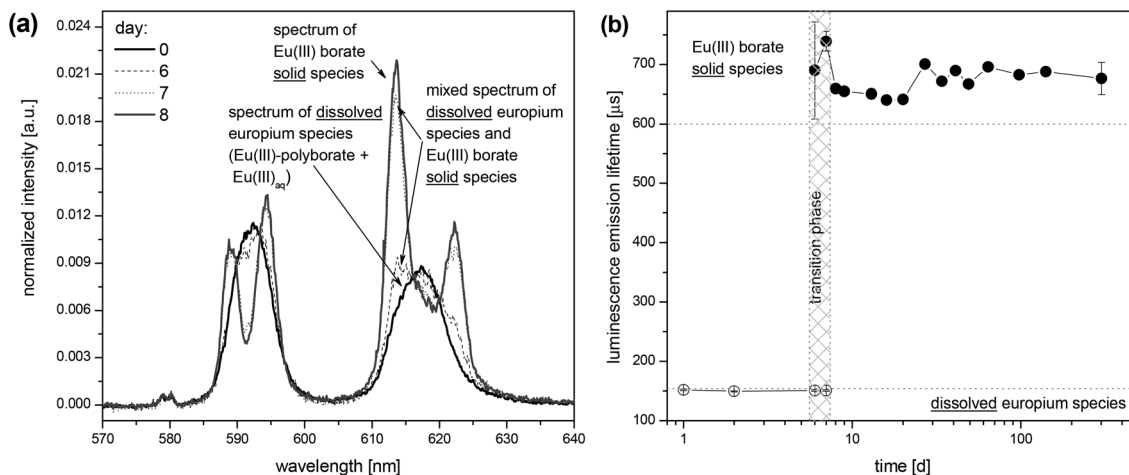 (a)
day:
0
6
7
8
spectrum of
Eu(III) borate
solid species
spectrum of dissolved
europium species
(Eu(III)-polyborate +
Eu(III)aq)
mixed spectrum of
dissolved europium
species and
Eu(III) borate
solid species
normalized intensity [a.u.]
0.024
0.021
0.018
0.015
0.012
0.009
0.006
0.003
0.000
570 580 590 600 610 620 630 640
wavelength [nm]
(b)
Eu(III) borate
solid species
transition phase
dissolved europium species
luminescence emission lifetime [µs]
700
600
500
400
300
200
150
100
1 10 100
time [d]